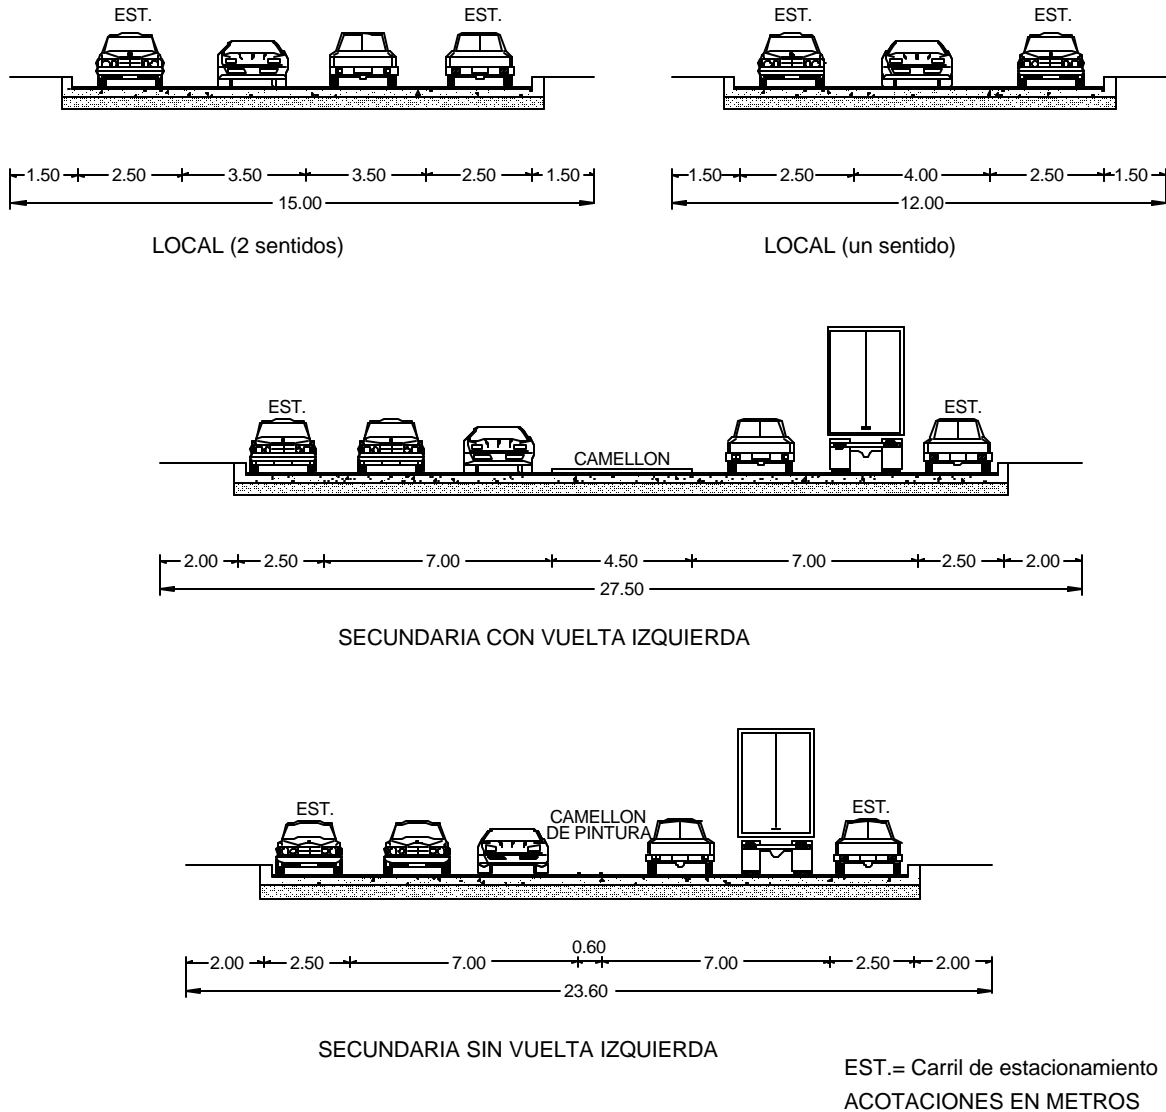 EST. EST.
1.50 2.50 3.50 3.50 2.50 1.50
15.00
LOCAL (2 sentidos)
EST. EST.
1.50 2.50 4.00 2.50 1.50
12.00
LOCAL (un sentido)
EST. CAMELLON EST.
2.00 2.50 7.00 4.50 7.00 2.50 2.00
27.50
SECUNDARIA CON VUELTA IZQUIERDA
EST. EST.
CAMELLON
DE PINTURA
0.60
2.00 2.50 7.00 7.00 2.50 2.00
23.60
SECUNDARIA SIN VUELTA IZQUIERDA
EST.= Carril de estacionamiento
ACOTACIONES EN METROS